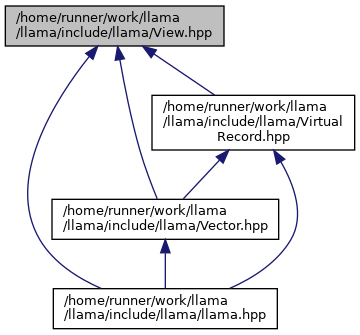 /home/runner/work/llama
/llama/include/llama/View.hpp
/home/runner/work/llama
/llama/include/llama/Virtual
Record.hpp
/home/runner/work/llama
/llama/include/llama/Vector.hpp
/home/runner/work/llama
/llama/include/llama/llama.hpp